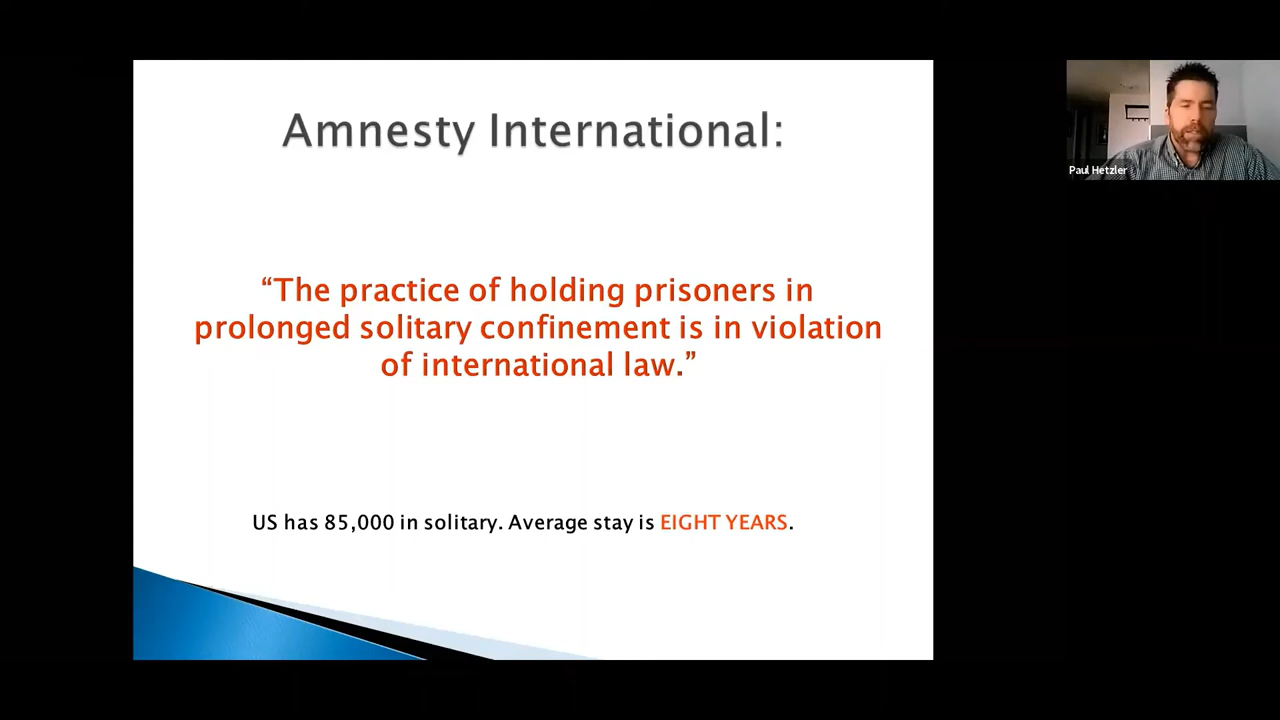 Amnesty International:
“The practice of holding prisoners in
prolonged solitary confinement is in violation
of international law.”
US has 85,000 in solitary. Average stay is EIGHT YEARS.
Paul Hetzler